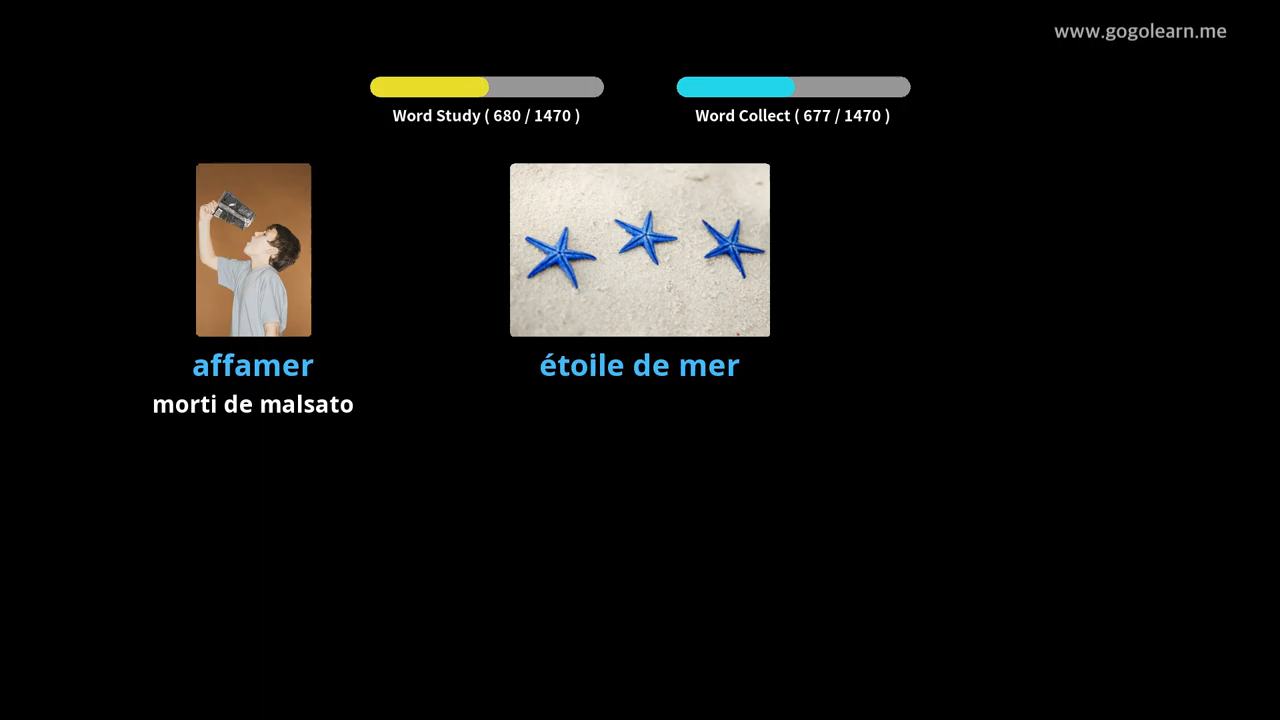 www.gogolearn.me
Word Study ( 680 / 1470 )
Word Collect ( 677 / 1470 )
affamer
morti de malsato
étoile de mer